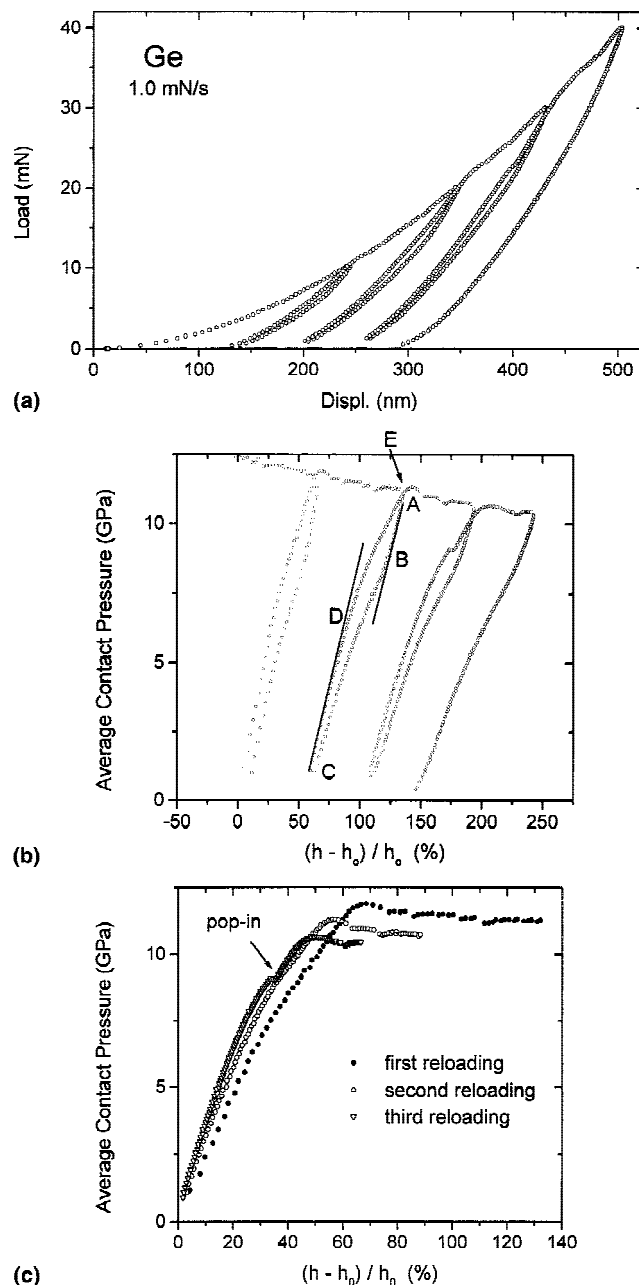 Ge
1.0 mN/s
40
30
20
10
0
Load (mN)
0 100 200 300 400 500
Displ. (nm)
(a)
E
A
B
D
C
10
5
0
Average Contact Pressure (GPa)
-50 0 50 100 150 200 250
(h - hₒ) / hₒ (%)
(b)
pop-in
first reloading
second reloading
third reloading
15
10
5
0
Average Contact Pressure (GPa)
0 20 40 60 80 100 120 140
(h - h₀) / h₀ (%)
(c)